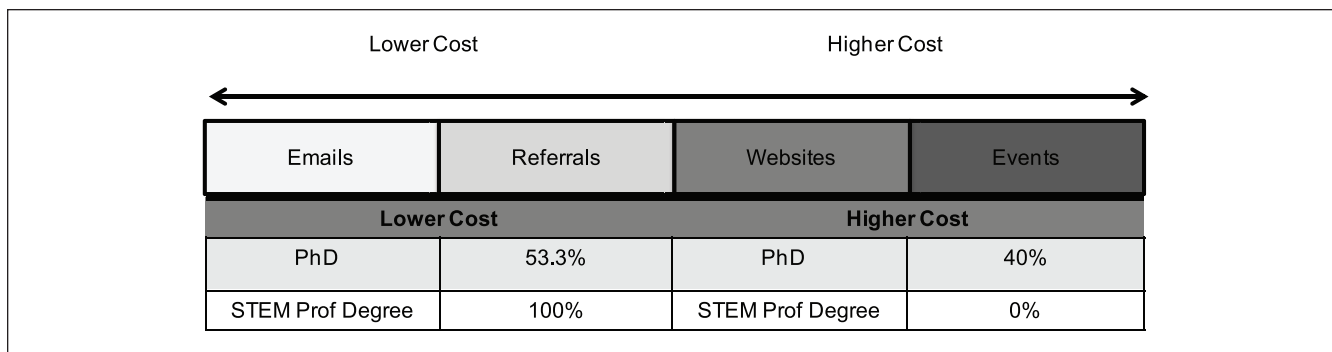 Lower Cost Higher Cost
Emails Referrals Websites Events
Lower Cost Higher Cost
PhD 53.3% PhD 40%
STEM Prof Degree 100% STEM Prof Degree 0%